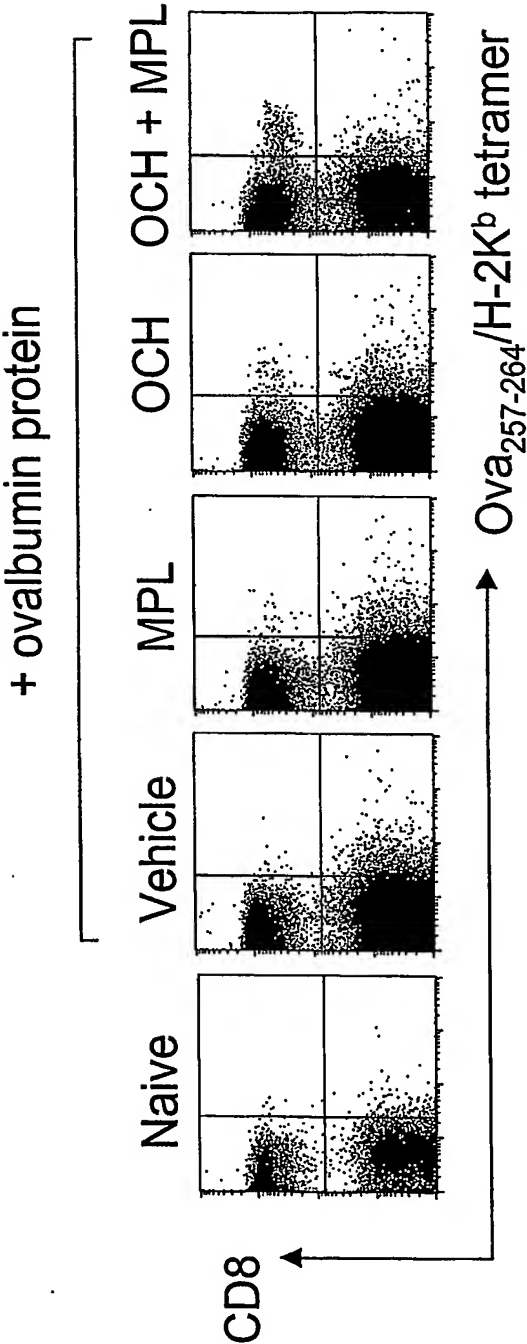 + ovalbumin protein
Naive
Vehicle
MPL
OCH
OCH + MPL
CD8
Ova257-264/H-2Kb tetramer